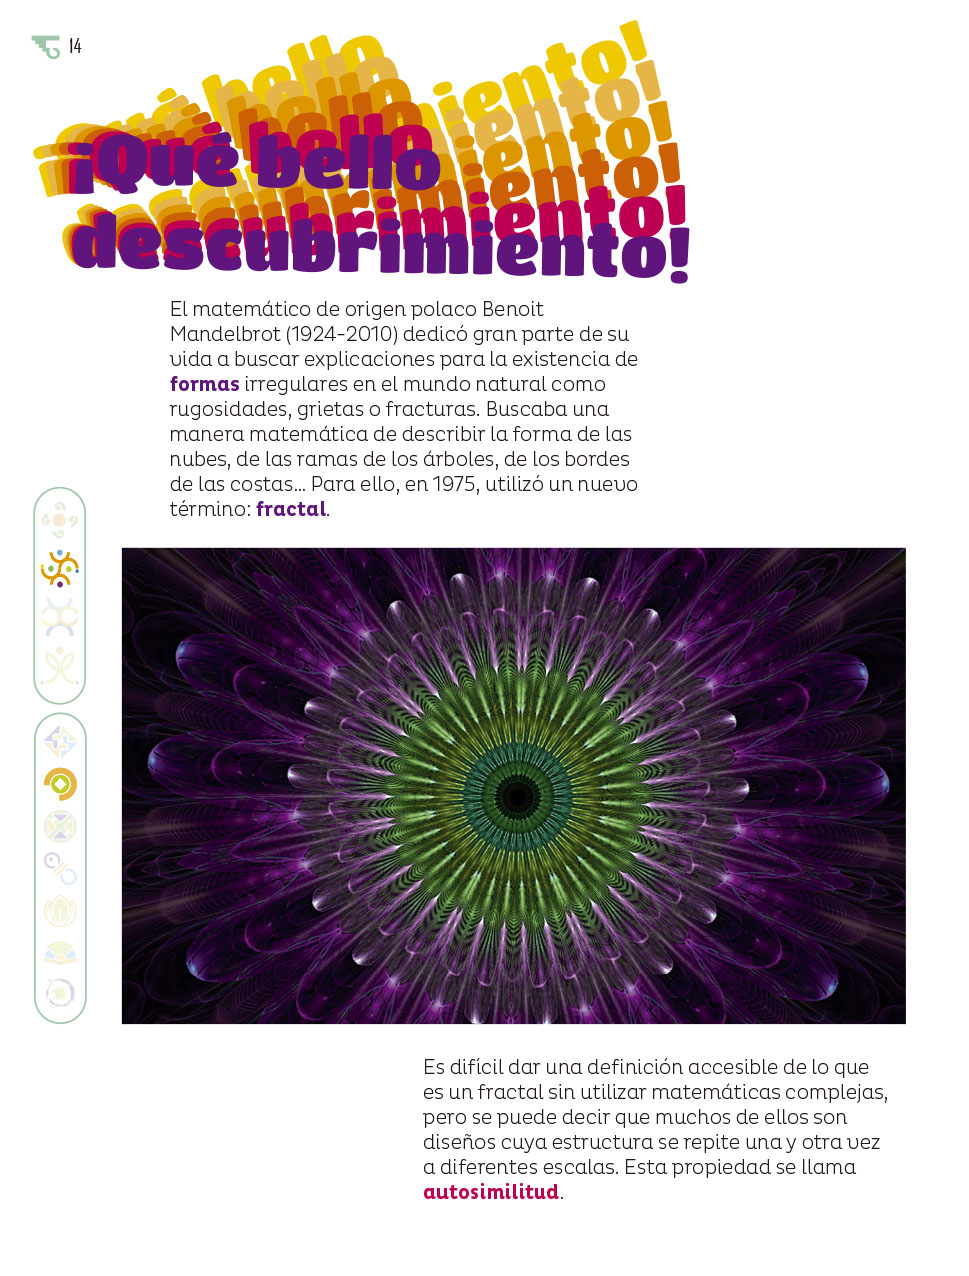 14
¡Qué bello
descubrimiento!
El matemático de origen polaco Benoit
Mandelbrot (1924-2010) dedicó gran parte de su
vida a buscar explicaciones para la existencia de
formas irregulares en el mundo natural como
rugosidades, grietas o fracturas. Buscaba una
manera matemática de describir la forma de las
nubes, de las ramas de los árboles, de los bordes
de las costas... Para ello, en 1975, utilizó un nuevo
término: fractal.
Es difícil dar una definición accesible de lo que
es un fractal sin utilizar matemáticas complejas,
pero se puede decir que muchos de ellos son
diseños cuya estructura se repite una y otra vez
a diferentes escalas. Esta propiedad se llama
autosimilitud.